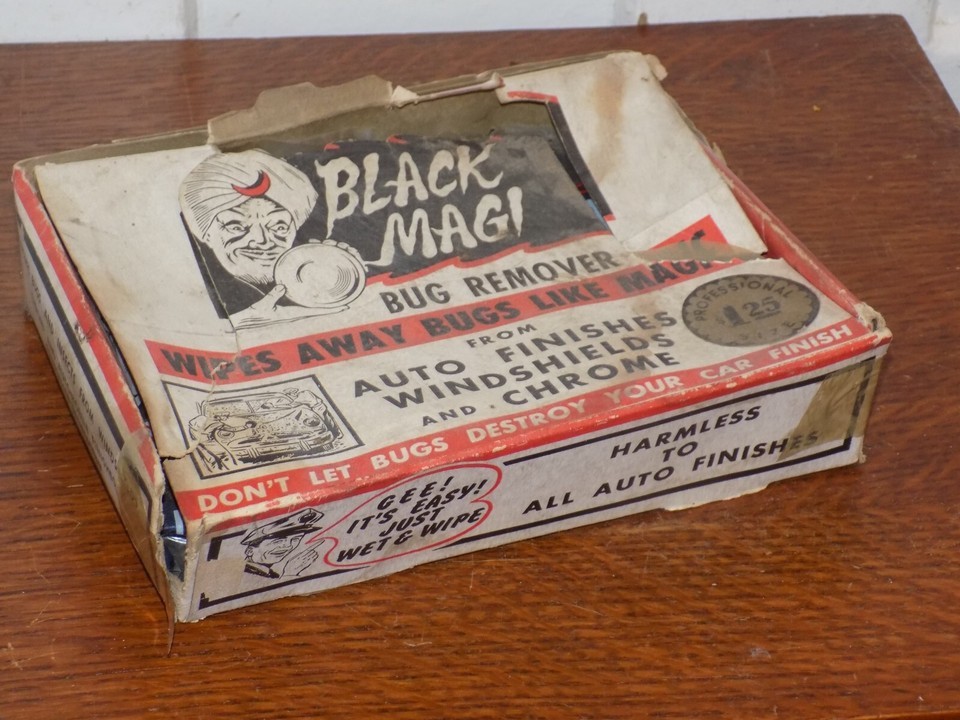 BLACK
MAGI
BUG REMOVER
WIPES AWAY BUGS LIKE MAGI
FROM
AUTO FINISHES
WINDSHIELDS
AND CHROME
PROFESSIONAL
$1.25
SIZE
DON'T LET BUGS DESTROY YOUR CAR FINISH
GEE!
IT'S EASY!
JUST
WET & WIPE
HARMLESS
TO
ALL AUTO FINISHES